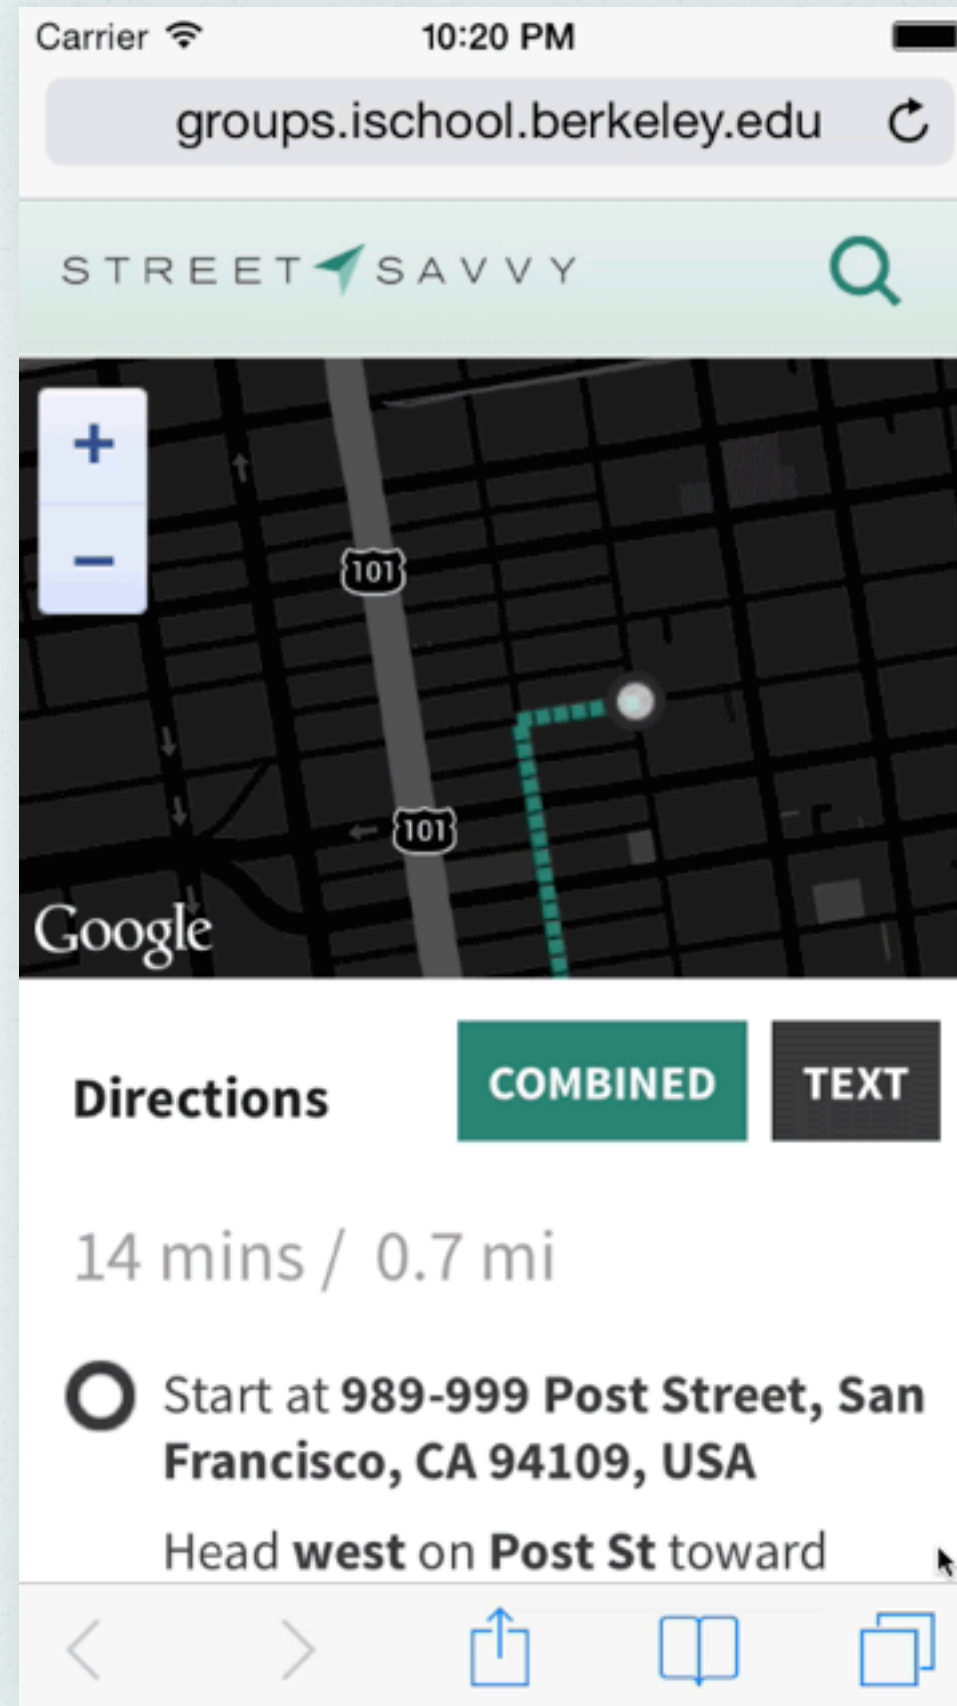 Carrier 10:20 PM
groups.ischool.berkeley.edu
STREET SAVVY
+
−
101
101
Google
Directions COMBINED TEXT
14 mins / 0.7 mi
Start at 989-999 Post Street, San
Francisco, CA 94109, USA
Head west on Post St toward